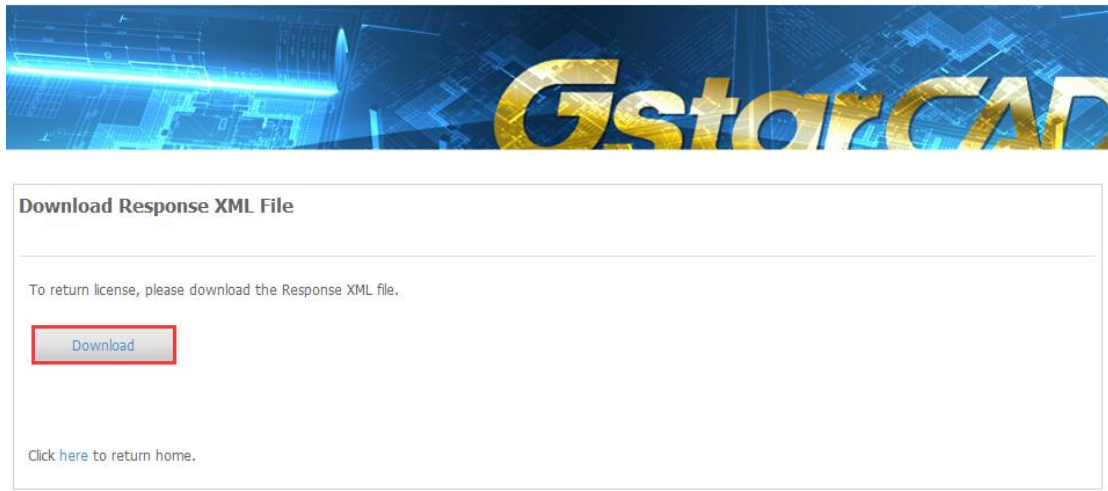 GstarCAD
Download Response XML File
To return license, please download the Response XML file.
Download
Click here to return home.